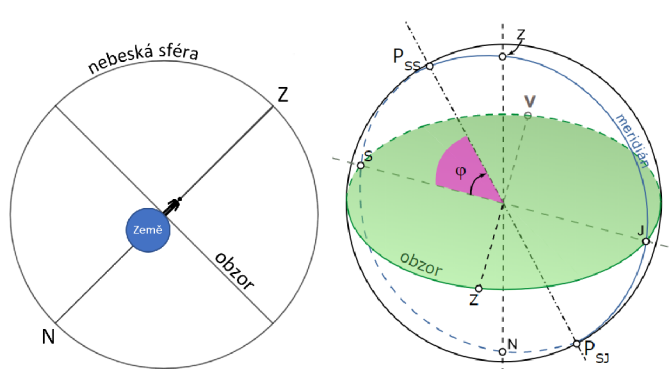 nebeská sféra
Z
Země
obzor
N
Z
P SS
V
meridián
S
φ
J
obzor
Z
N
P SJ